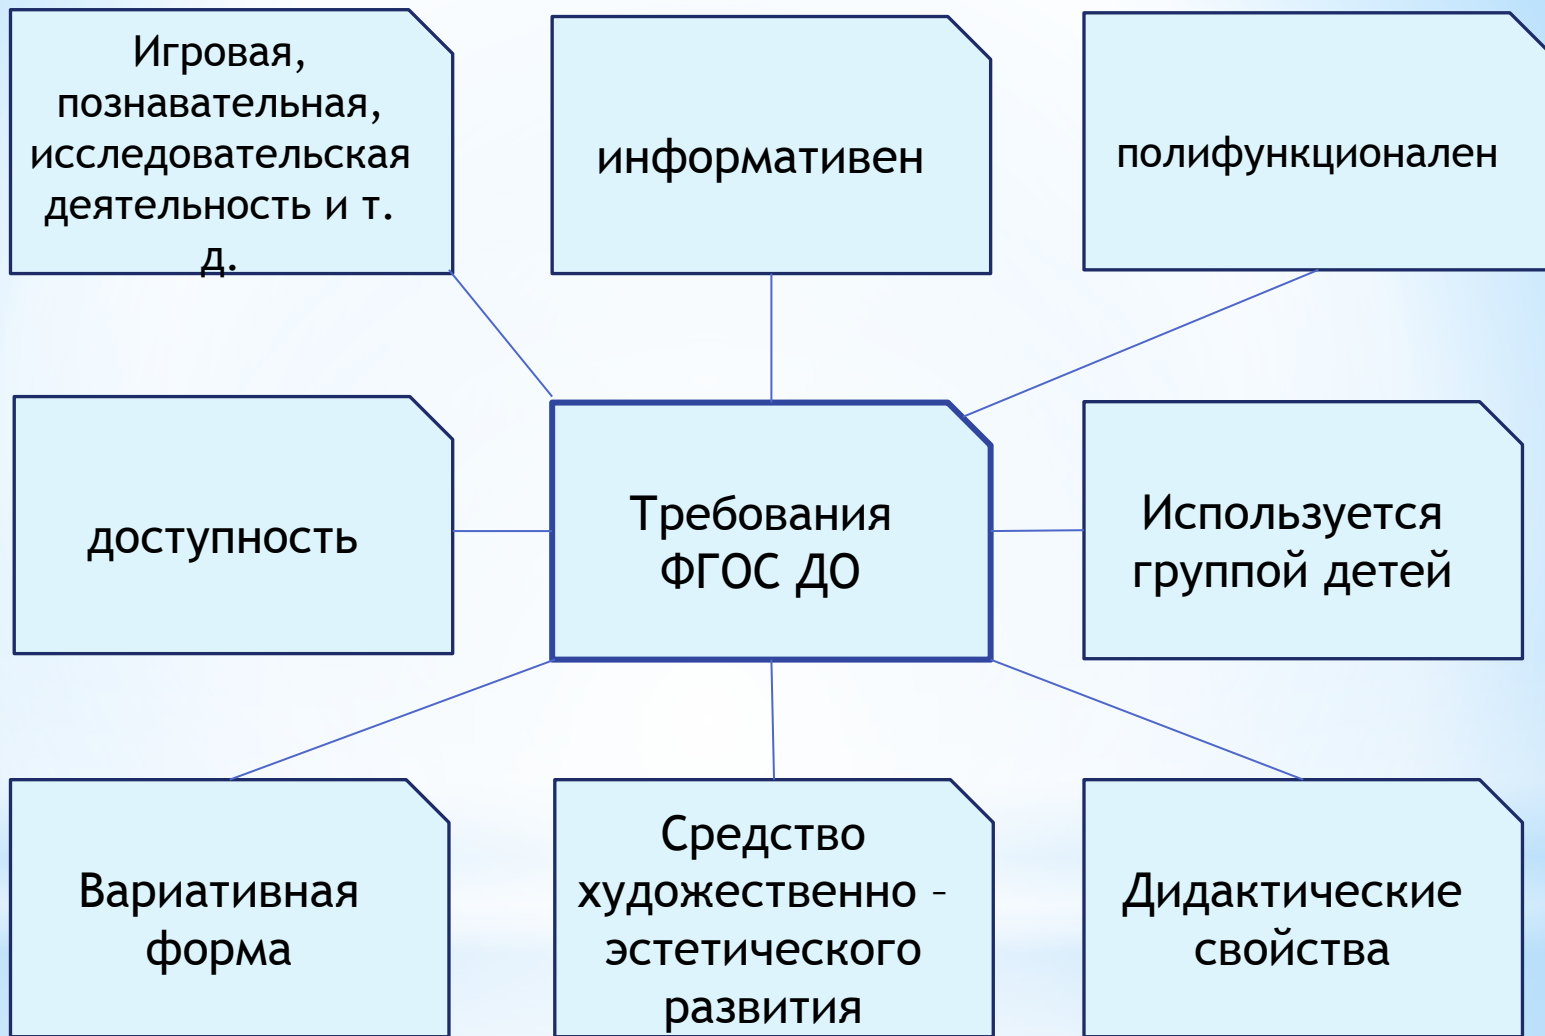 Игровая,
познавательная,
исследовательская
деятельность и т.
д.
информативен
полифункционален
доступность
Требования
ФГОС ДО
Используется
группой детей
Вариативная
форма
Средство
художественно –
эстетического
развития
Дидактические
свойства